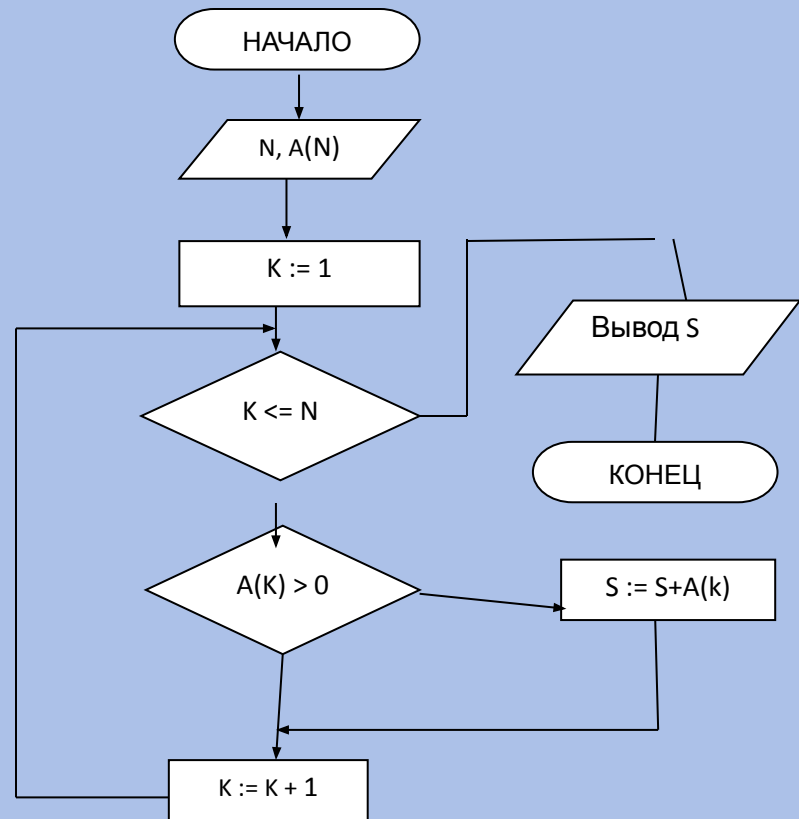 НАЧАЛО
N, A(N)
K := 1
K <= N
Вывод S
КОНЕЦ
A(K) > 0
S := S+A(k)
K := K + 1